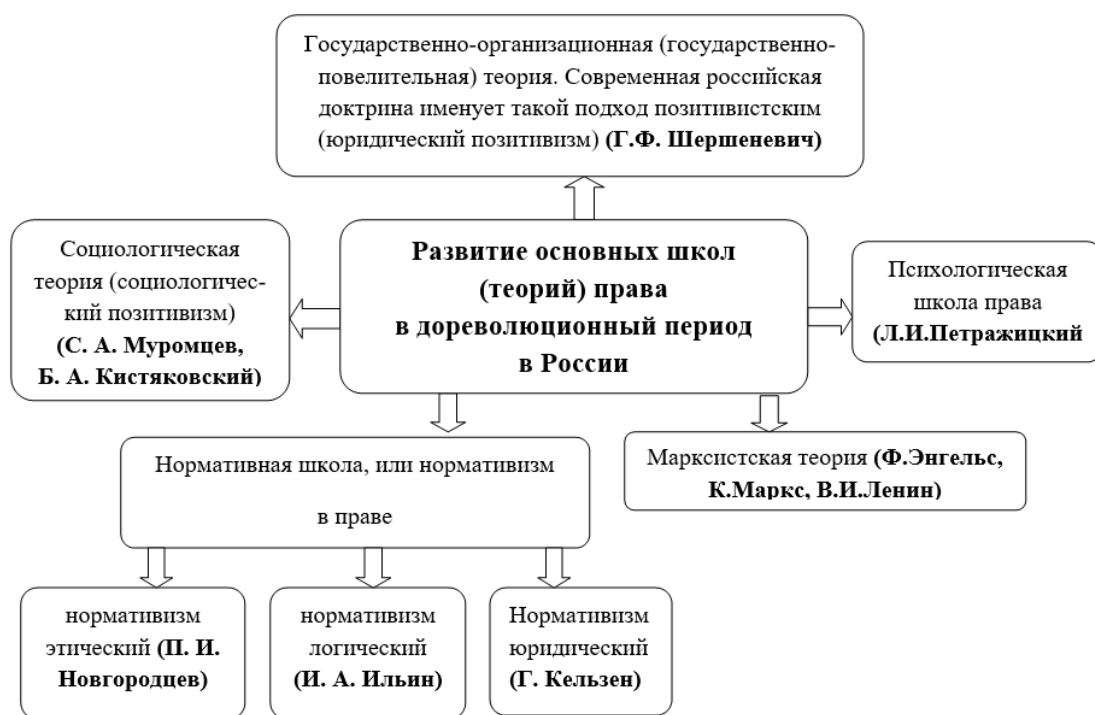 Государственно-организационная (государственно-
повелительная) теория. Современная российская
доктрина именует такой подход позитивистским
(юридический позитивизм) (Г.Ф. Шершеневич)
Социологическая
теория (социологичес-
кий позитивизм)
(С. А. Муромцев,
Б. А. Кистяковский)
Развитие основных школ
(теорий) права
в дореволюционный период
в России
Психологическая
школа права
(Л.И.Петражицкий
Нормативная школа, или нормативизм
в праве
Марксистская теория (Ф.Энгельс,
К.Маркс, В.И.Ленин)
нормативизм
этический (П. И.
Новгородцев)
нормативизм
логический
(И. А. Ильин)
Нормативизм
юридический
(Г. Кельзен)